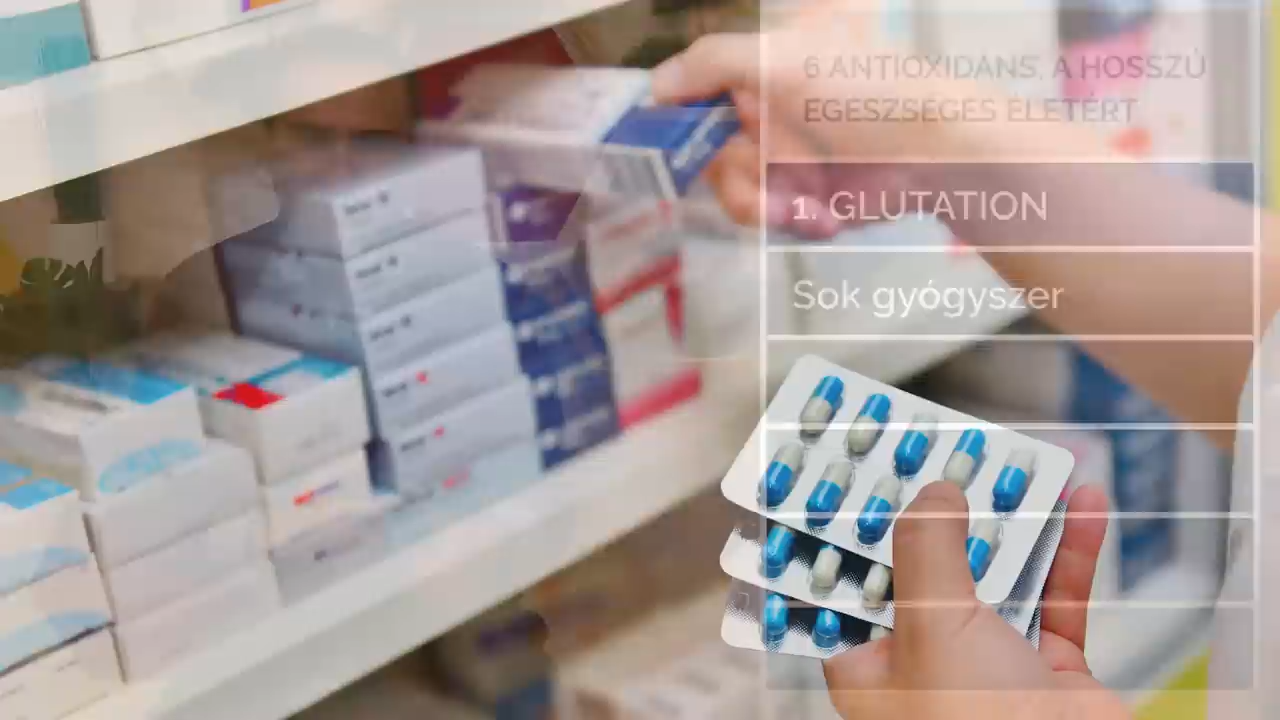 6 ANTIOXIDÁNS, A HOSSZÚ
EGÉSZSÉGES ÉLETÉRT
1. GLUTATION
Sok gyógyszer